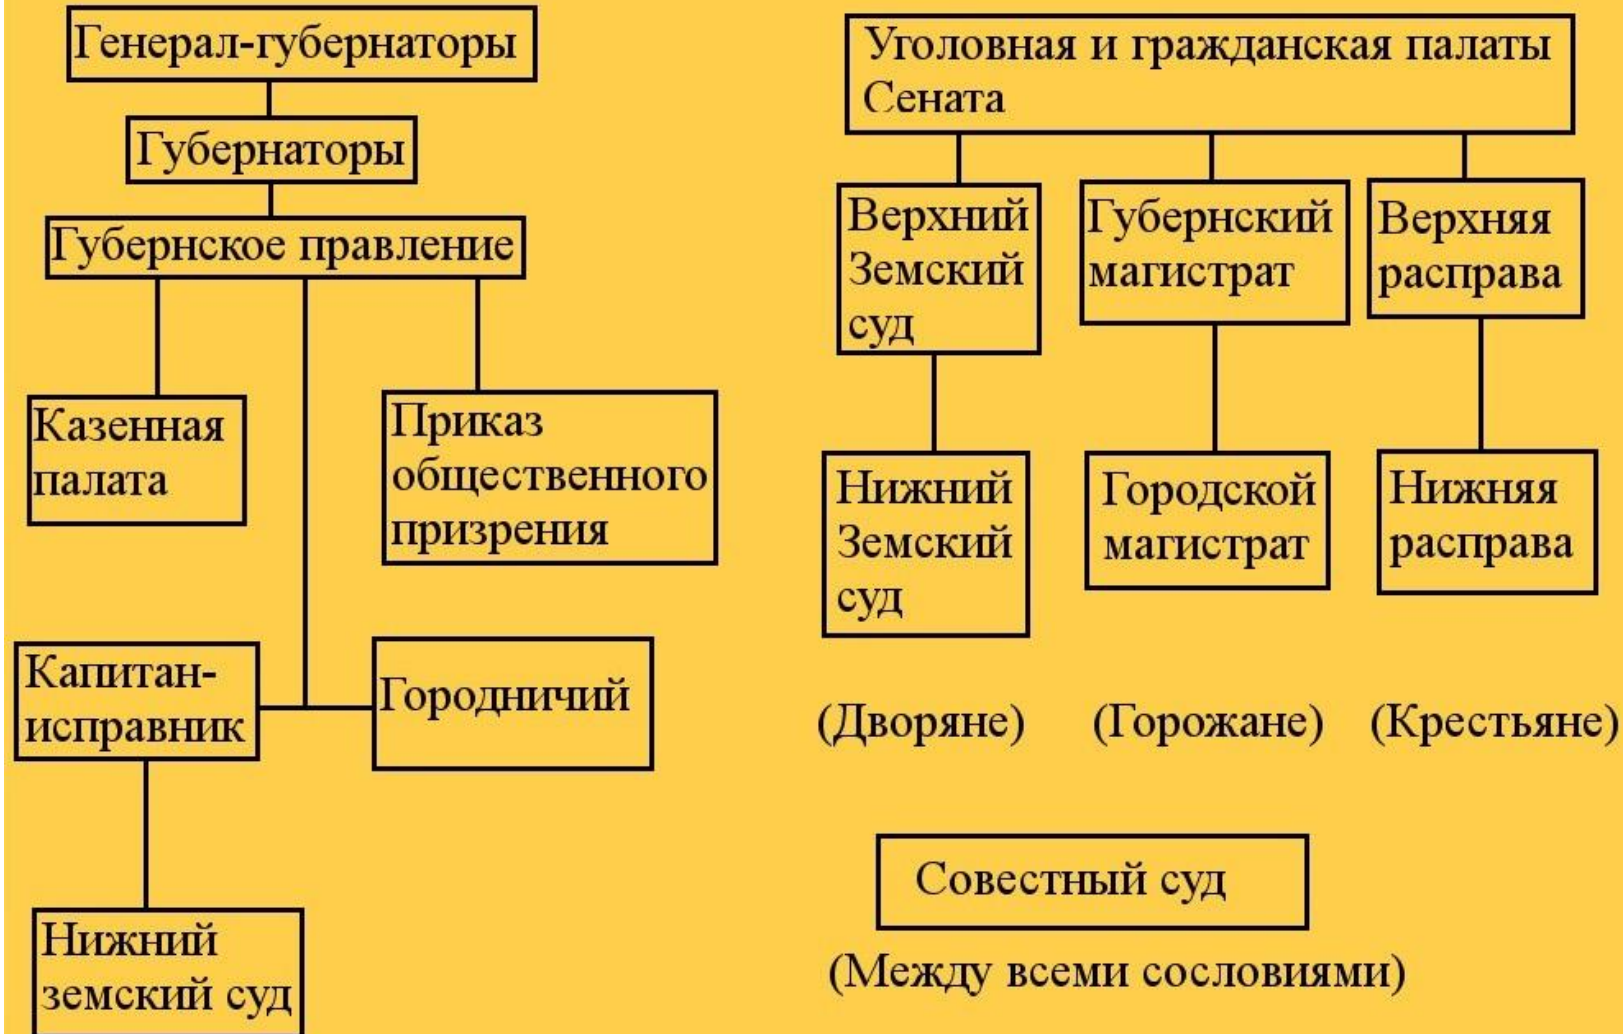 Генерал-губернаторы
Губернаторы
Губернское правление
Казенная
палата
Приказ
общественного
призрения
Капитан-
исправник
Городничий
Нижний
земский суд
Уголовная и гражданская палаты
Сената
Верхний
Земский
суд
Губернский
магистрат
Верхняя
расправа
Нижний
Земский
суд
Городской
магистрат
Нижняя
расправа
(Дворяне)
(Горожане)
(Крестьяне)
Совестный суд
(Между всеми сословиями)